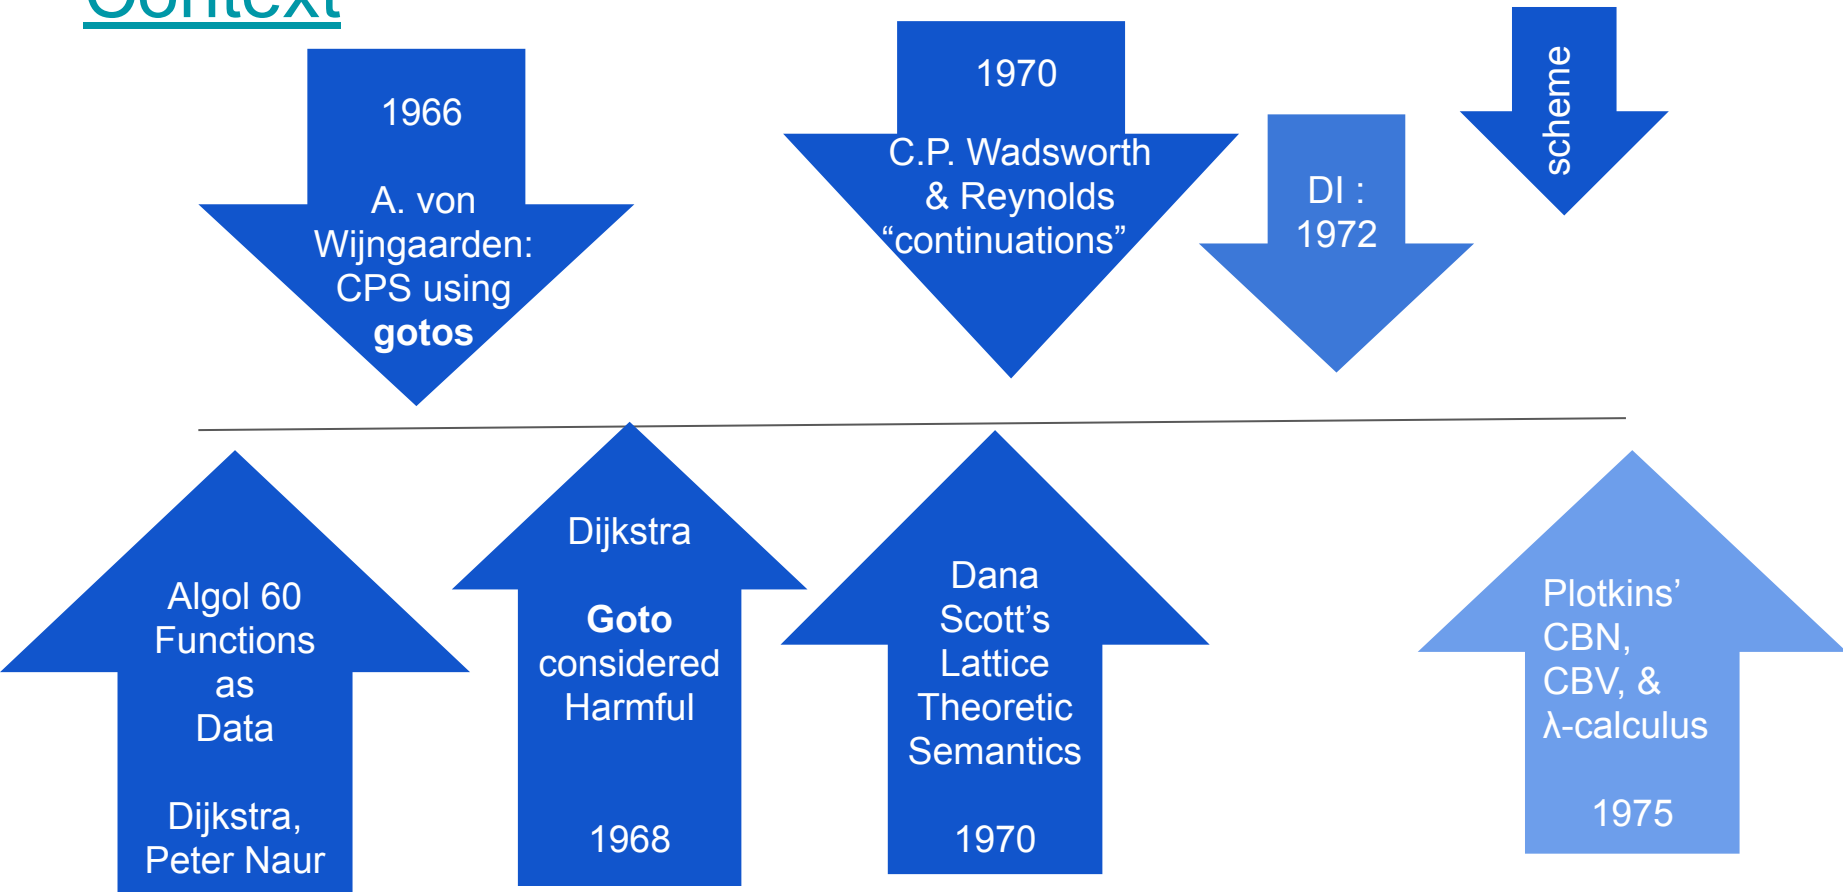 Context
1966
A. von
Wijngaarden:
CPS using
gotos
1970
C.P. Wadsworth
& Reynolds
“continuations”
DI :
1972
scheme
Algol 60
Functions
as
Data
Dijkstra,
Peter Naur
Dijkstra
Goto
considered
Harmful
1968
Dana
Scott’s
Lattice
Theoretic
Semantics
1970
Plotkins’
CBN,
CBV, &
λ-calculus
1975